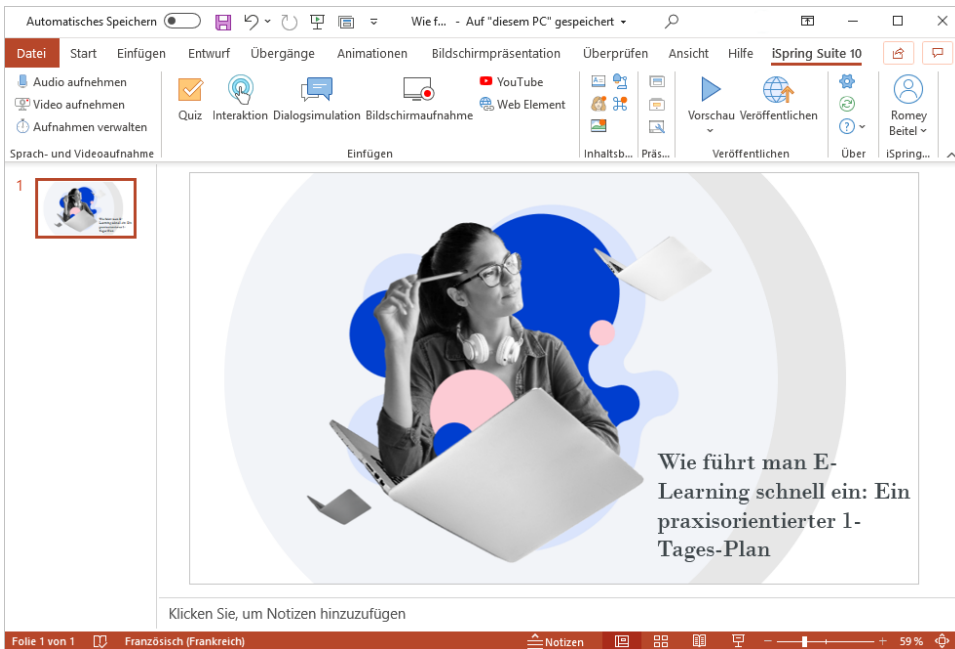 Automatisches Speichern
Wie f... - Auf "diesem PC" gespeichert
Datei Start Einfügen Entwurf Übergänge Animationen Bildschirmpräsentation Überprüfen Ansicht Hilfe iSpring Suite 10
Audio aufnehmen
Video aufnehmen
Aufnahmen verwalten
Sprach- und Videoaufnahme
Quiz Interaktion Dialogsimulation Bildschirmaufnahme
YouTube
Web Element
Einfügen
Inhaltsb... Präs...
Vorschau Veröffentlichen
Veröffentlichen
Über
Romey
Beitel
iSpring...
1
Wie führt man E-
Learning schnell ein: Ein
praxisorientierter 1-
Tages-Plan
Klicken Sie, um Notizen hinzuzufügen
Folie 1 von 1 Französisch (Frankreich) Notizen 59 %